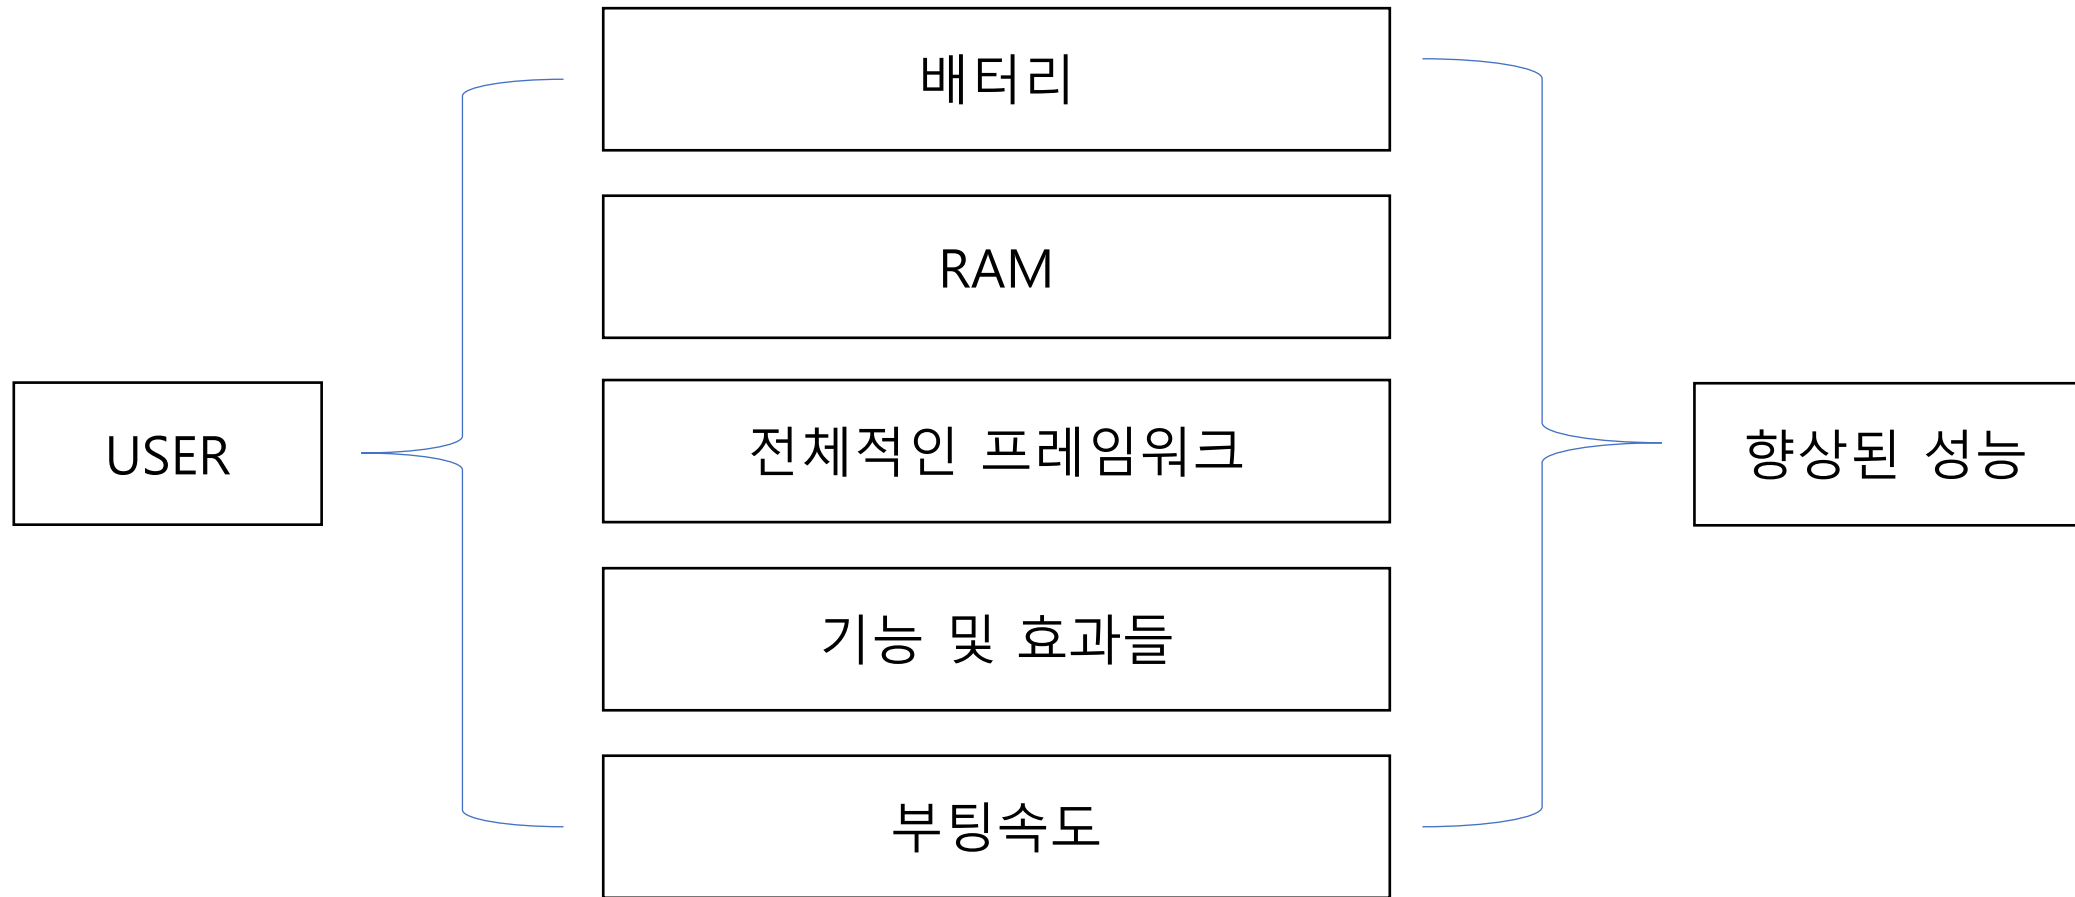 배터리
RAM
전체적인 프레임워크
USER
향상된 성능
기능 및 효과들
부팅속도